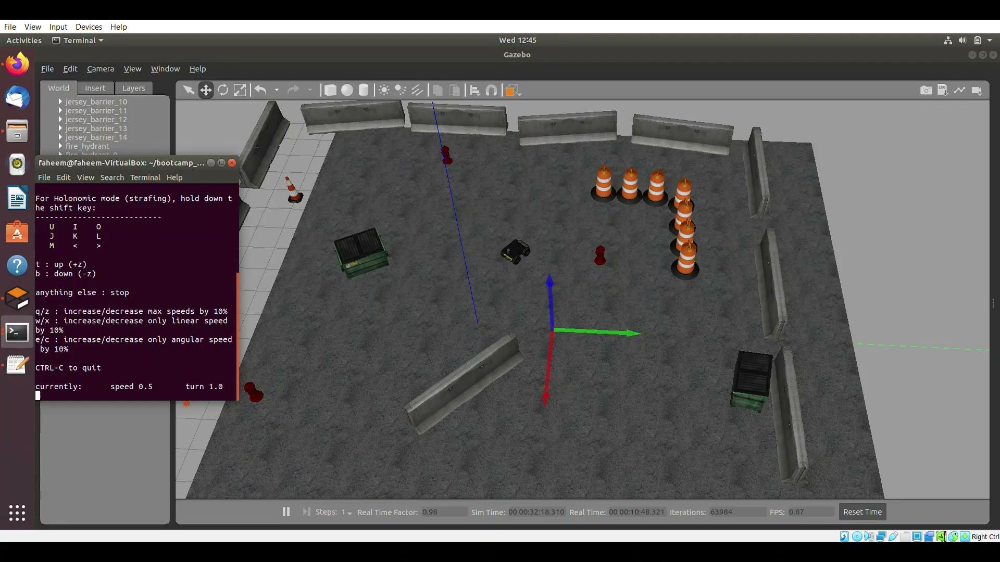 File View Input Devices Help
Activities Terminal Wed 12:45
Gazebo
File Edit Camera View Window Help
World Insert Layers
jersey_barrier_10
jersey_barrier_11
jersey_barrier_12
jersey_barrier_13
jersey_barrier_14
fire_hydrant
fire_hydrant_0
faheem@faheem-VirtualBox: ~/bootcamp_...
File Edit View Search Terminal Help
For Holonomic mode (strafing), hold down t
he shift key:
---------------------------
U I O
J K L
M < >
t : up (+z)
b : down (-z)
anything else : stop
q/z : increase/decrease max speeds by 10%
w/x : increase/decrease only linear speed
by 10%
e/c : increase/decrease only angular speed
by 10%
CTRL-C to quit
currently: speed 0.5 turn 1.0
Steps: 1 Real Time Factor: 0.98 Sim Time: 00 00:32:18.310 Real Time: 00 00:10:48.321 Iterations: 63984 FPS: 0.87 Reset Time
Right Ctrl